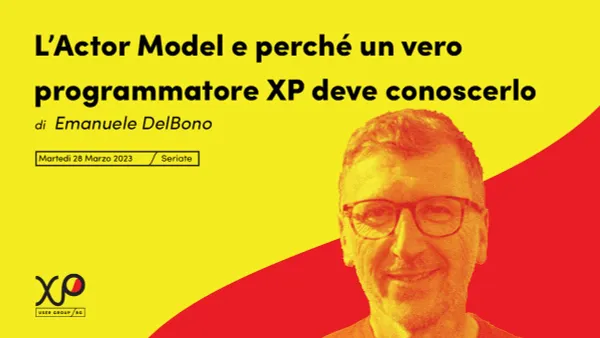 L'Actor Model e perché un vero
programmatore XP deve conoscerlo
di Emanuele DelBono
Martedì 28 Marzo 2023 / Seriate
XP
USER GROUP / BG